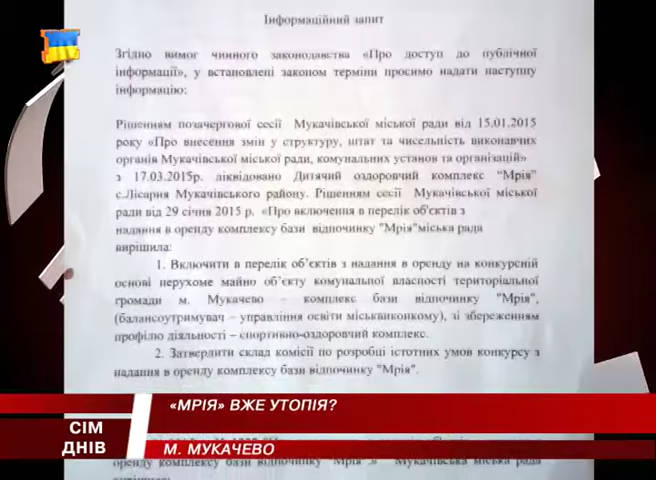 Інформаційний запит
Згідно вимог чинного законодавства «Про доступ до публічної
інформації», у встановлені законом терміни просимо надати наступну
інформацію:
Рішенням позачергової сесії Мукачівської міської ради від 15.01.2015
року «Про внесення змін у структуру, штат та чисельність виконавчих
органів Мукачівської міської ради, комунальних установ та організацій»
з 17.03.2015р. ліквідовано Дитячий оздоровчий комплекс "Мрія"
с.Лісарня Мукачівського району. Рішенням сесії Мукачівської міської
ради від 29 січня 2015 р. «Про включення в перелік об'єктів з
надання в оренду комплексу бази відпочинку "Мрія"міська рада
вирішила:
1. Включити в перелік об’єктів з надання в оренду на конкурсній
основі нерухоме майно об’єкту комунальної власності територіальної
громади м. Мукачево – комплекс бази відпочинку "Мрія",
(балансоутримувач – управління освіти міськвиконкому), зі збереженням
профілю діяльності – спортивно-оздоровчий комплекс.
2. Затвердити склад комісії по розробці істотних умов конкурсу з
надання в оренду комплексу бази відпочинку "Мрія".
«МРІЯ» ВЖЕ УТОПІЯ?
СІМ
ДНІВ
М. МУКАЧЕВО
оренду комплексу бази відпочинку "Мрія
Мукачівська міська рада